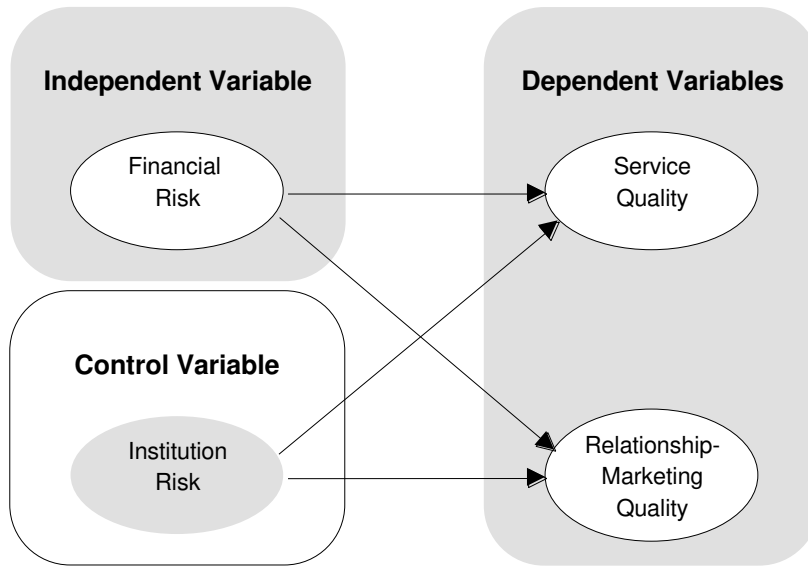 Independent Variable
Financial
Risk
Control Variable
Institution
Risk
Dependent Variables
Service
Quality
Relationship-
Marketing
Quality